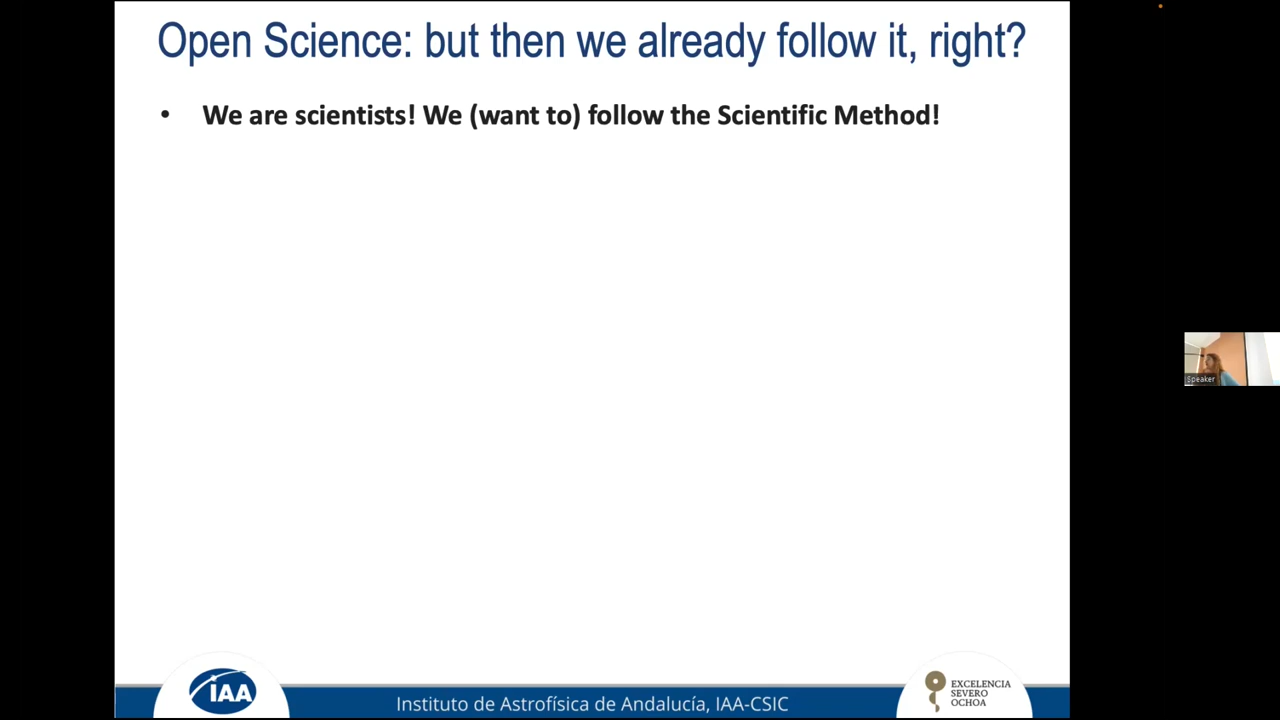 Open Science: but then we already follow it, right?
• We are scientists! We (want to) follow the Scientific Method!
Speaker
IAA
Instituto de Astrofísica de Andalucía, IAA-CSIC
EXCELENCIA
SEVERO
OCHOA